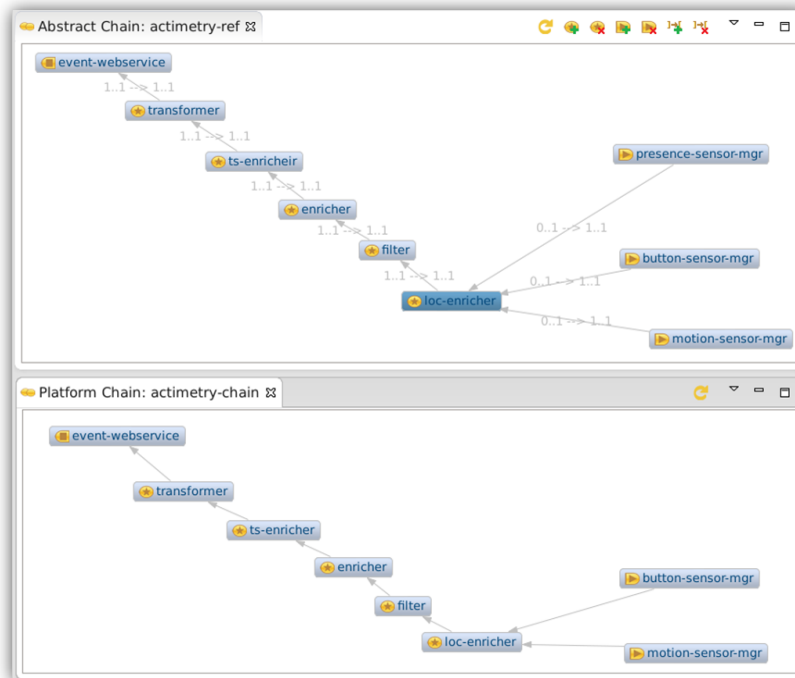 Abstract Chain: actimetry-ref
event-webservice
1..1 --> 1..1
transformer
1..1 --> 1..1
ts-enricheir
presence-sensor-mgr
1..1 --> 1..1
enricher
1..1 --> 1..1
0..1 --> 1..1
filter
button-sensor-mgr
1..1 --> 1..1
0..1 --> 1..1
loc-enricher
0..1 --> 1..1
motion-sensor-mgr
Platform Chain: actimetry-chain
event-webservice
transformer
ts-enricher
enricher
button-sensor-mgr
filter
loc-enricher
motion-sensor-mgr